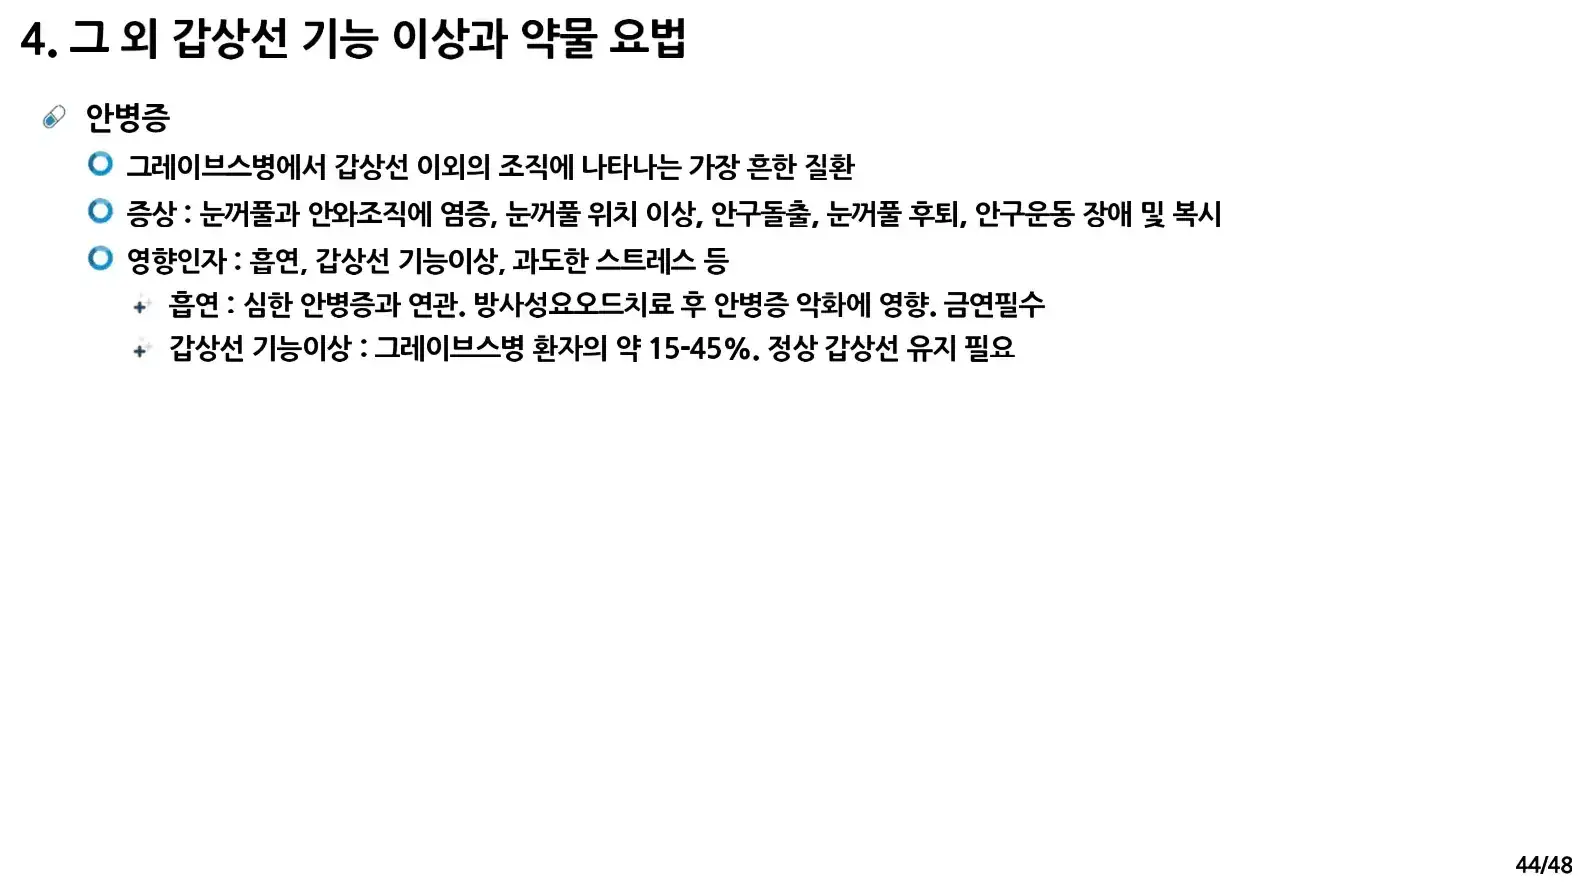 4. 그 외 갑상선 기능 이상과 약물 요법
안병증
그레이브스병에서 갑상선 이외의 조직에 나타나는 가장 흔한 질환
증상 : 눈꺼풀과 안와조직에 염증, 눈꺼풀 위치 이상, 안구돌출, 눈꺼풀 후퇴, 안구운동 장애 및 복시
영향인자 : 흡연, 갑상선 기능이상, 과도한 스트레스 등
흡연 : 심한 안병증과 연관. 방사성요오드치료 후 안병증 악화에 영향. 금연필수
갑상선 기능이상 : 그레이브스병 환자의 약 15-45%. 정상 갑상선 유지 필요
44/48